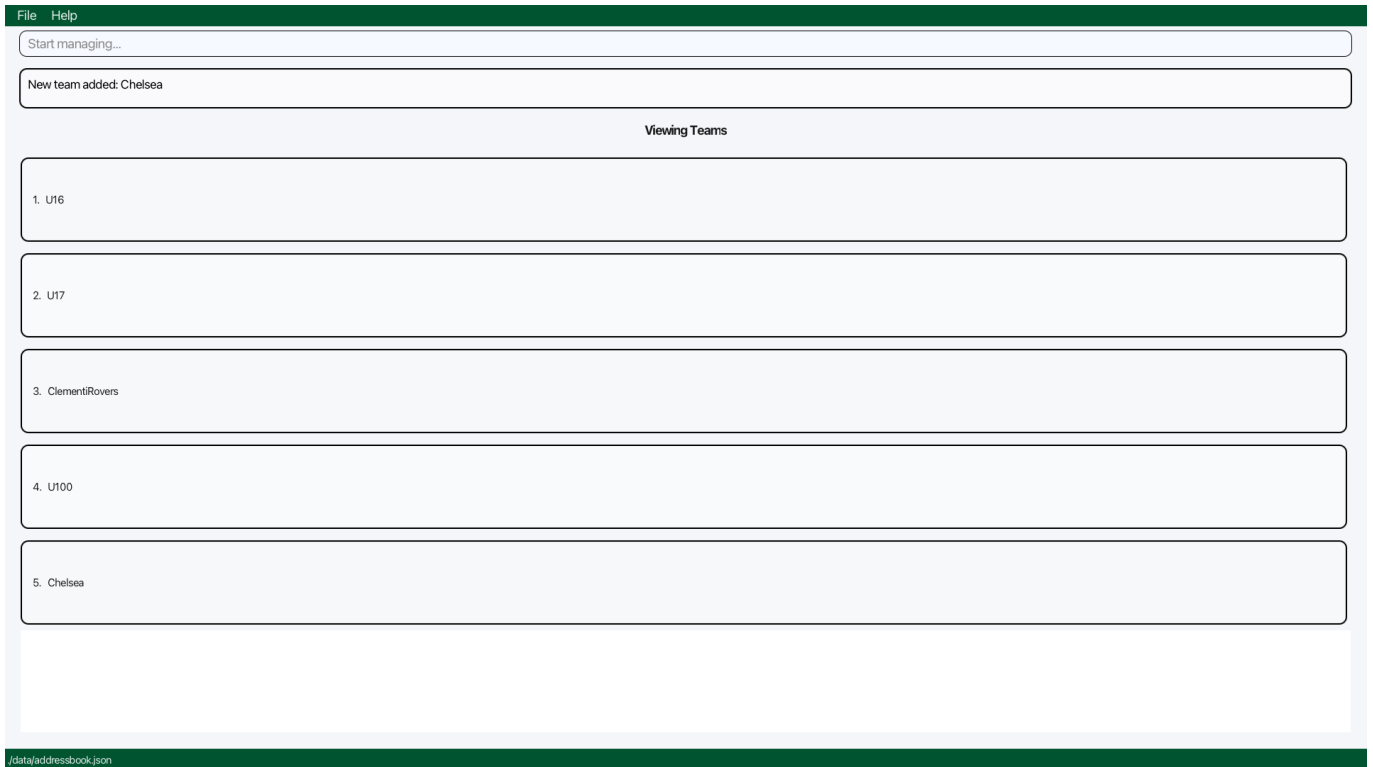 File Help
Start managing...
New team added: Chelsea
Viewing Teams
1. U16
2. U17
3. ClementiRovers
4. U100
5. Chelsea
./data/addressbook.json